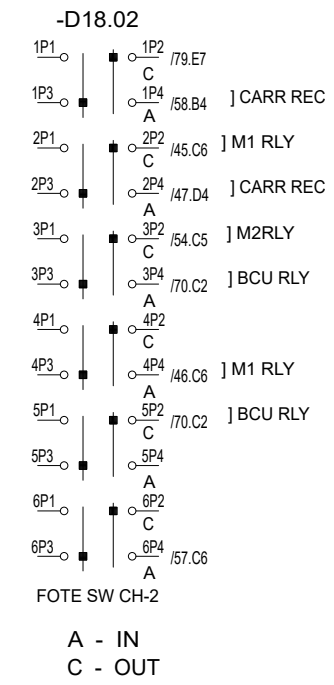 -D18.02
1P1 1P2 /79.E7
C
1P3 1P4 /58.B4 ] CARR REC
A
2P1 2P2 /45.C6 ] M1 RLY
C
2P3 2P4 /47.D4 ] CARR REC
A
3P1 3P2 /54.C5 ] M2RLY
C
3P3 3P4 /70.C2 ] BCU RLY
A
4P1 4P2
C
4P3 4P4 /46.C6 ] M1 RLY
A
5P1 5P2 /70.C2 ] BCU RLY
C
5P3 5P4
A
6P1 6P2
C
6P3 6P4 /57.C6
A
FOTE SW CH-2
A - IN
C - OUT